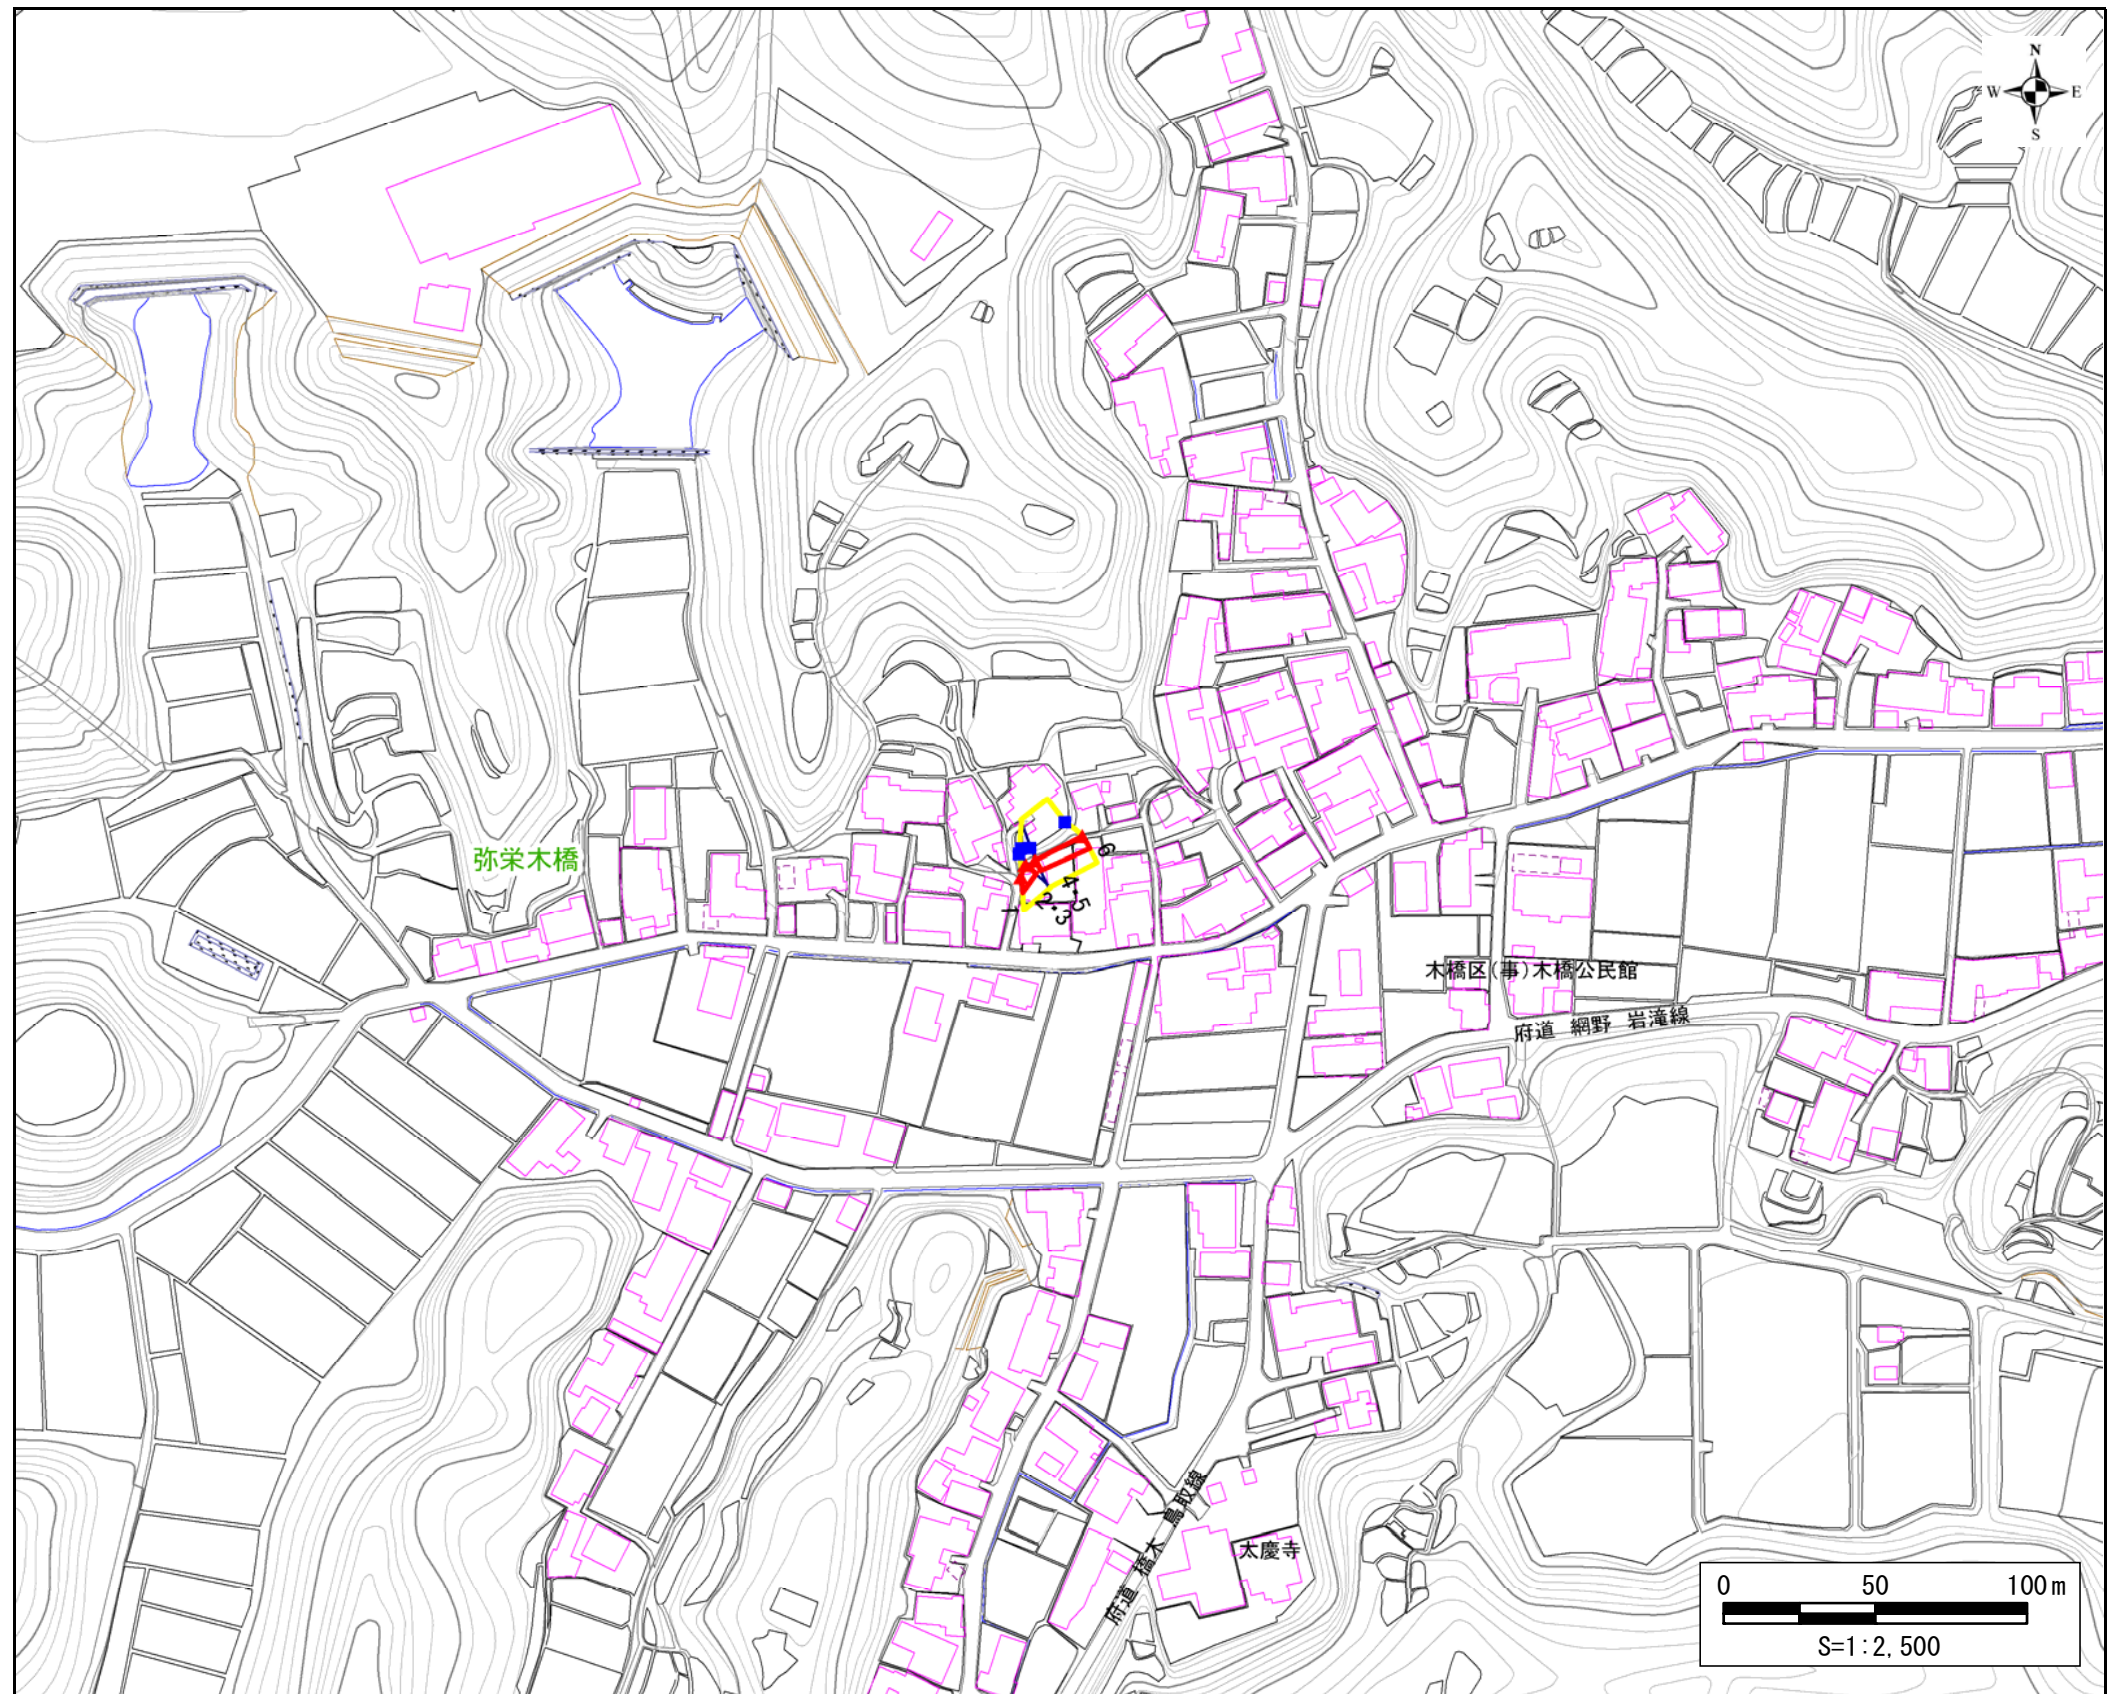 N
W E
S
弥栄木橋
6
4・5
2・3
1
木橋区(事)木橋公民館
府道 網野 岩滝線
府道 橋木 鳥取線
太慶寺
0 50 100m
S=1:2,500